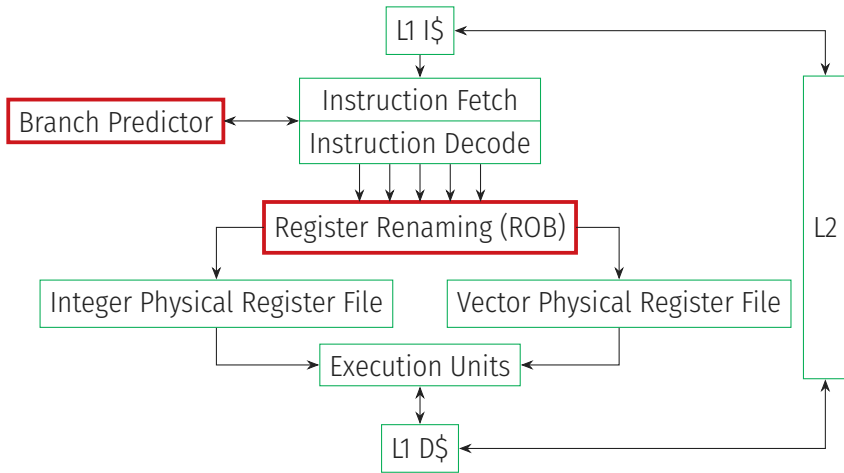 L1 I$
Instruction Fetch
Branch Predictor
Instruction Decode
Register Renaming (ROB)
L2
Integer Physical Register File
Vector Physical Register File
Execution Units
L1 D$